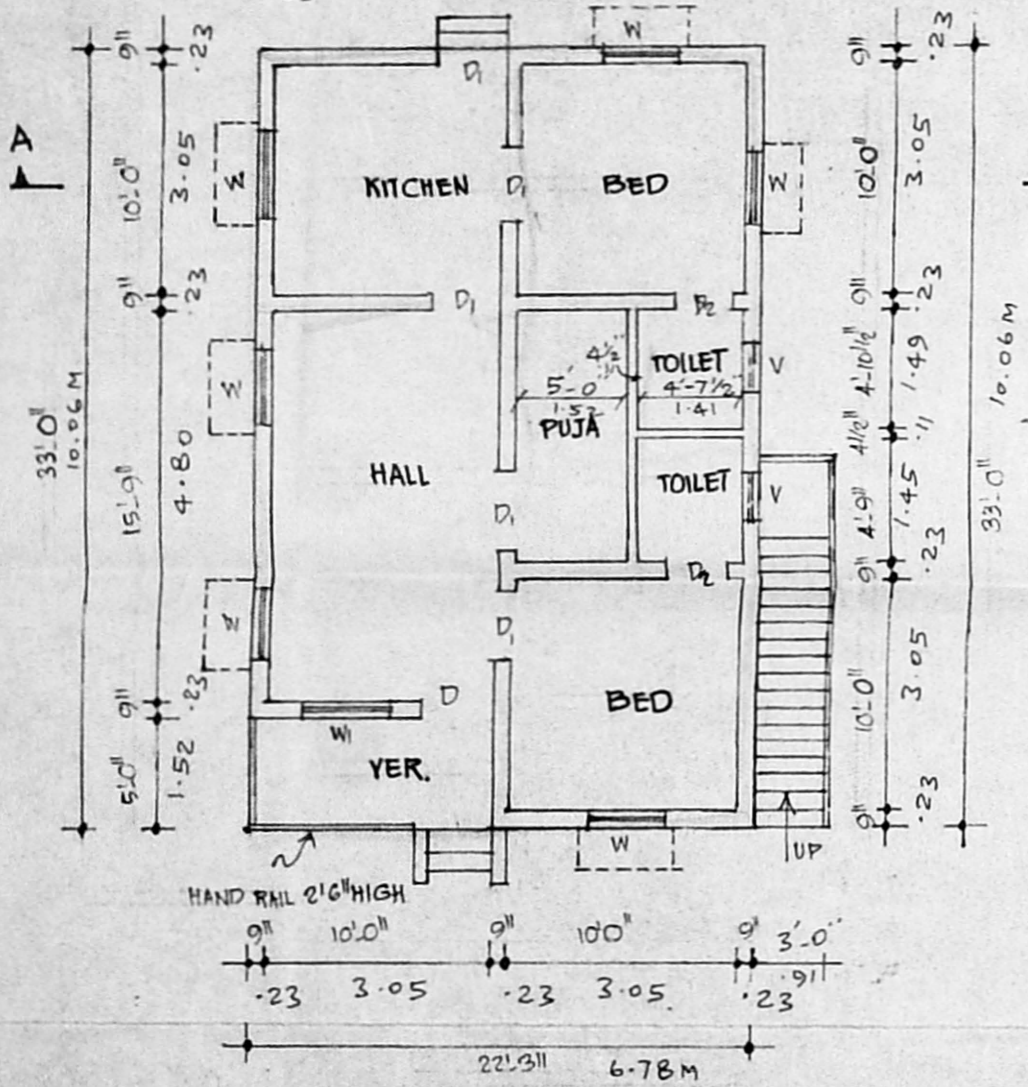 W
D1
9"
.23
9"
.23
A
10'-0"
3.05
W
KITCHEN
D1
BED
W
10'0"
3.05
9"
.23
D1
D2
9"
.23
33'-0"
10.06M
W
4½"
TOILET
V
4'-10½"
1.49
5'-0"
1.52
4'-7½"
1.41
PUJA
33'-0"
10.06M
15'-9"
4.80
HALL
TOILET
V
4½"
.11
D1
4'-9"
1.45
D2
9"
.23
W
D1
9"
.23
D
BED
10'-0"
3.05
W1
5'0"
1.52
VER.
9"
.23
W
UP
HAND RAIL 2'6" HIGH
9" 10'0" 9" 10'0" 9" 3'-0"
.23 3.05 .23 3.05 .23 .91
22'-3" 6.78 M